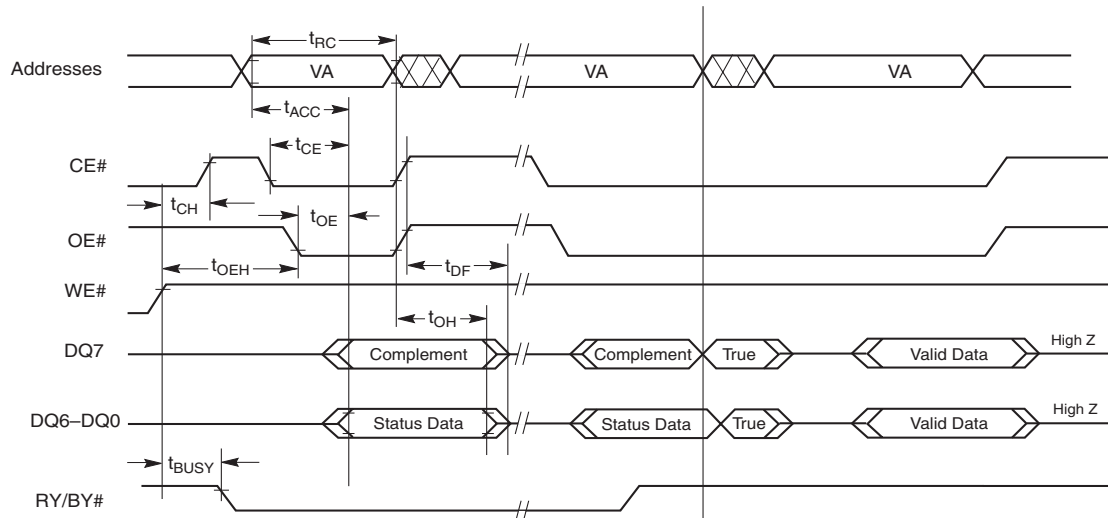 tRC
Addresses VA VA VA
tACC
tCE
CE#
tCH tOE
OE#
tOEH tDF
WE#
tOH
DQ7 Complement Complement True Valid Data High Z
DQ6–DQ0 Status Data Status Data True Valid Data High Z
tBUSY
RY/BY#